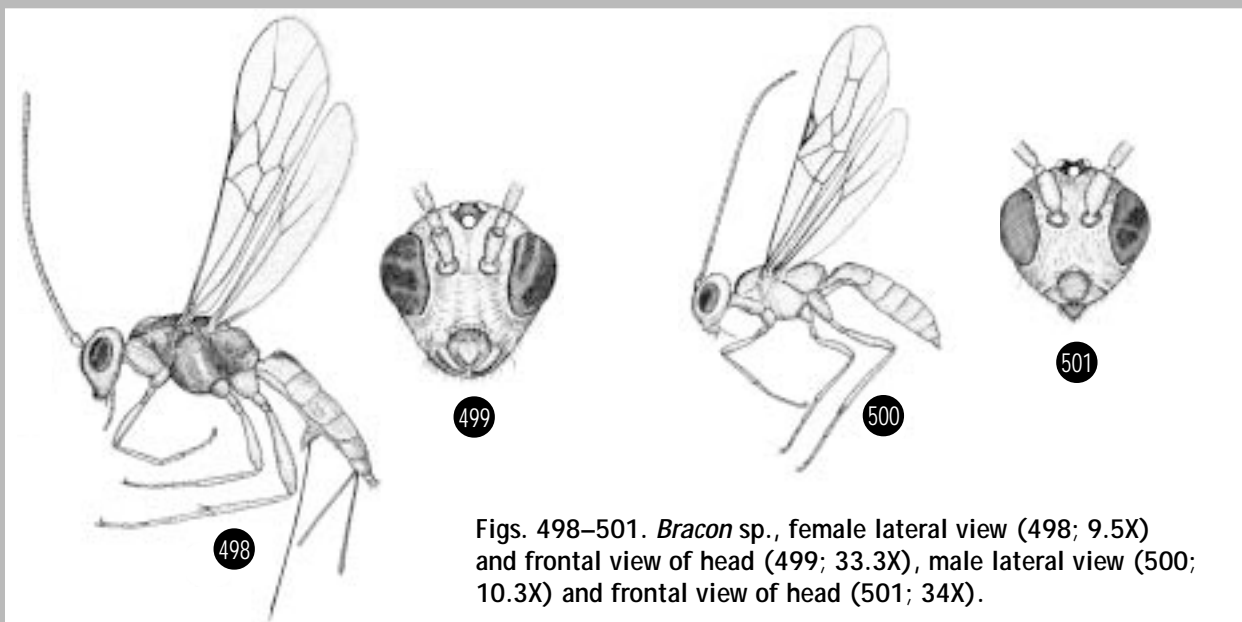 499
501
500
498
Figs. 498–501. Bracon sp., female lateral view (498; 9.5X)
and frontal view of head (499; 33.3X), male lateral view (500;
10.3X) and frontal view of head (501; 34X).